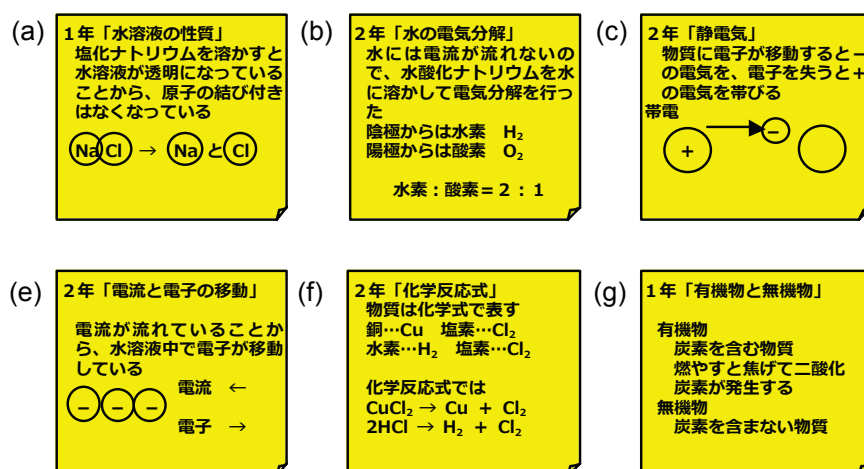 (a)
1年「水溶液の性質」
塩化ナトリウムを溶かすと
水溶液が透明になっている
ことから、原子の結び付き
はなくなっている
Na Cl → Na と Cl
(b)
2年「水の電気分解」
水には電流が流れないの
で、水酸化ナトリウムを水
に溶かして電気分解を行っ
た
陰極からは水素 H₂
陽極からは酸素 O₂
水素：酸素＝2：1
(c)
2年「静電気」
物質に電子が移動すると－
の電気を、電子を失うと＋
の電気を帯びる
帯電
＋ －
(e)
2年「電流と電子の移動」
電流が流れていることか
ら、水溶液中で電子が移動
している
電流 ←
－ － －
電子 →
(f)
2年「化学反応式」
物質は化学式で表す
銅…Cu 塩素…Cl₂
水素…H₂ 塩素…Cl₂
化学反応式では
CuCl₂ → Cu + Cl₂
2HCl → H₂ + Cl₂
(g)
1年「有機物と無機物」
有機物
炭素を含む物質
燃やすと焦げて二酸化
炭素が発生する
無機物
炭素を含まない物質